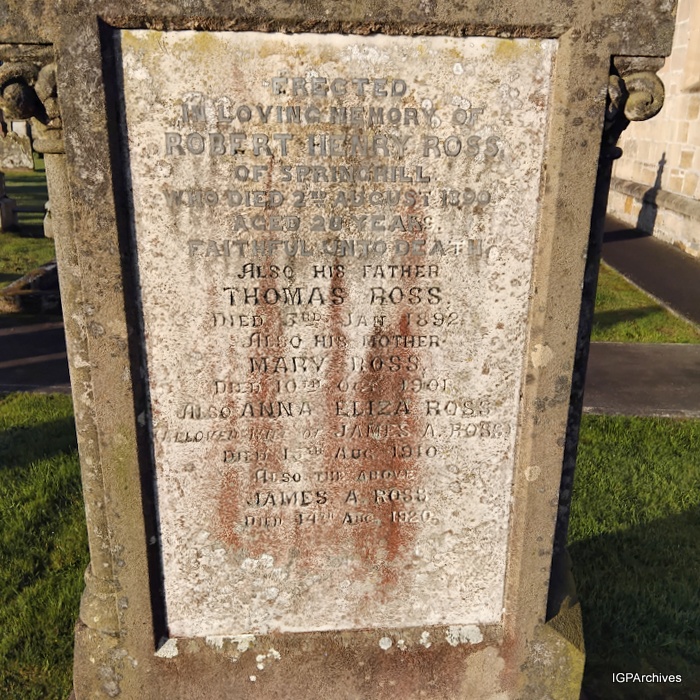 ERECTED
IN LOVING MEMORY OF
ROBERT HENRY ROSS,
OF SPRINGHILL,
WHO DIED 2ND AUGUST 1890
AGED 20 YEARS.
FAITHFUL UNTO DEATH
ALSO HIS FATHER
THOMAS ROSS.
DIED 3RD JAN 1892.
ALSO HIS MOTHER
MARY ROSS,
DIED 10TH OCT 1901.
ALSO ANNA ELIZA ROSS
BELOVED WIFE OF JAMES A. ROSS
DIED 15TH AUG 1910
ALSO THE ABOVE
JAMES A ROSS
DIED 14TH AUG. 1920.
IGPArchives